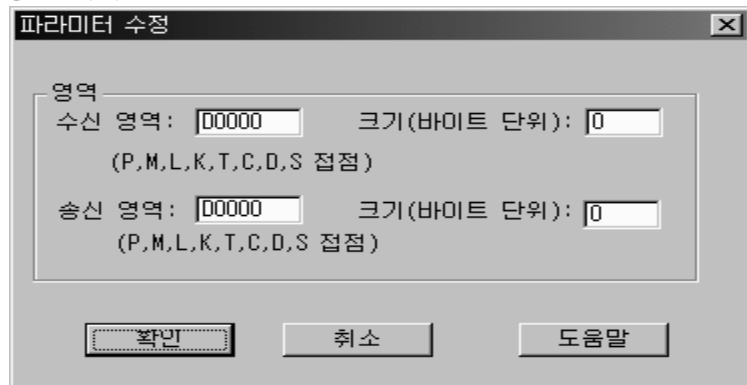 파라미터 수정
영역
수신 영역: D0000 크기(바이트 단위): 0
(P,M,L,K,T,C,D,S 접점)
송신 영역: D0000 크기(바이트 단위): 0
(P,M,L,K,T,C,D,S 접점)
확인 취소 도움말